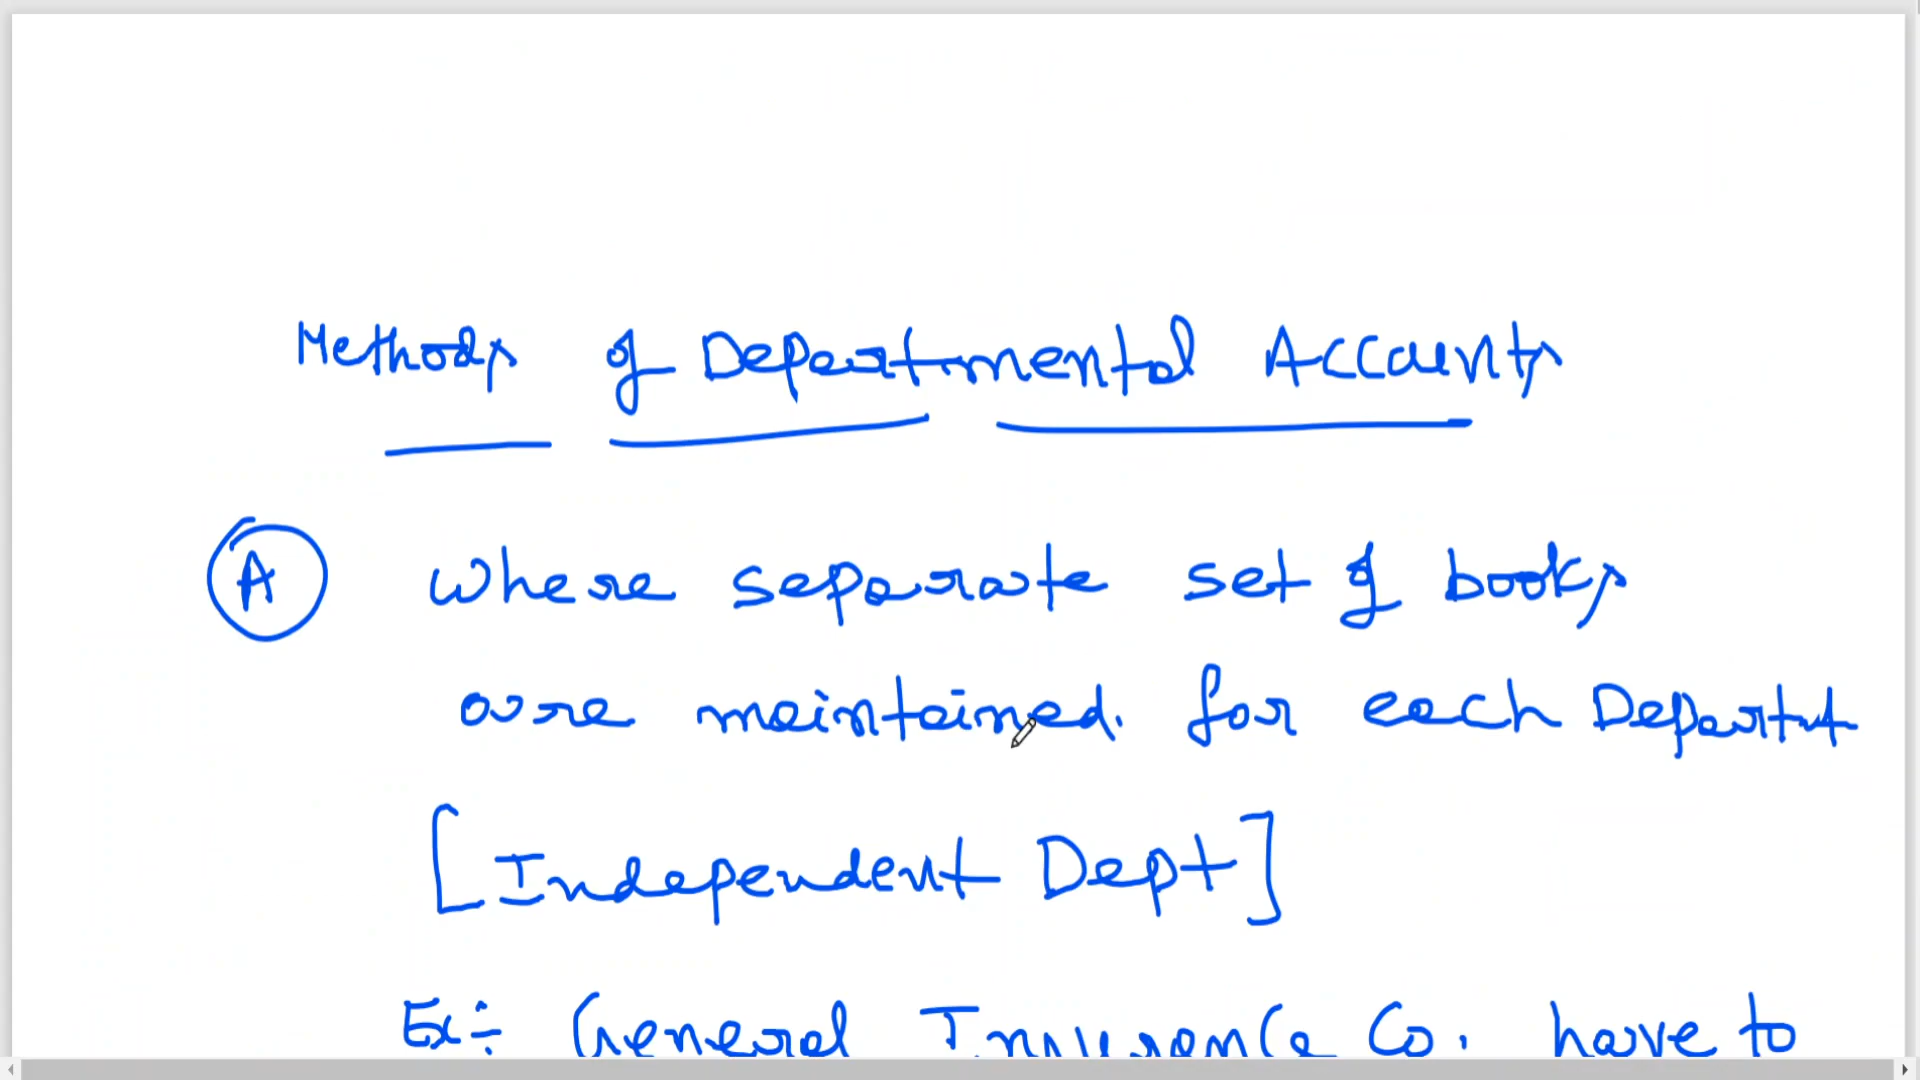 Methods of Departmental Accounts
A where separate set of books
are maintained. for each Departmt
[Independent Dept]
Ex:- General Insurance Co. have to